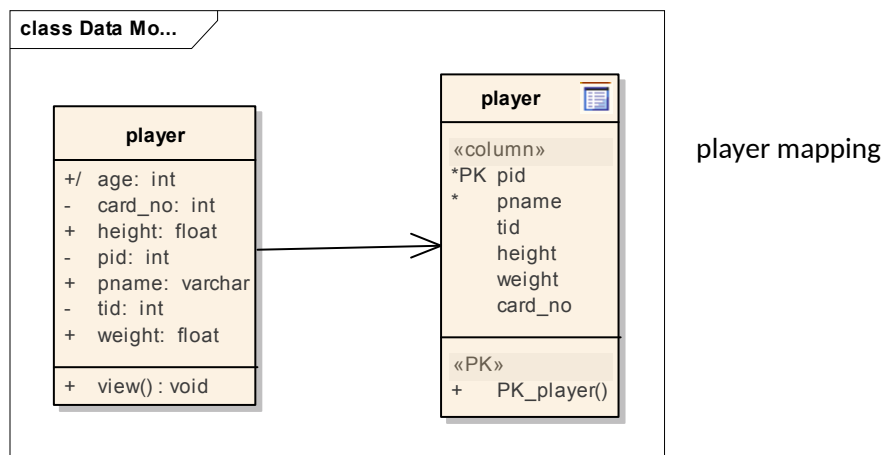 class Data Mo...
player
+/ age: int
- card_no: int
+ height: float
- pid: int
+ pname: varchar
- tid: int
+ weight: float
+ view() : void
player
«column»
*PK pid
* pname
tid
height
weight
card_no
«PK»
+ PK_player()
player mapping